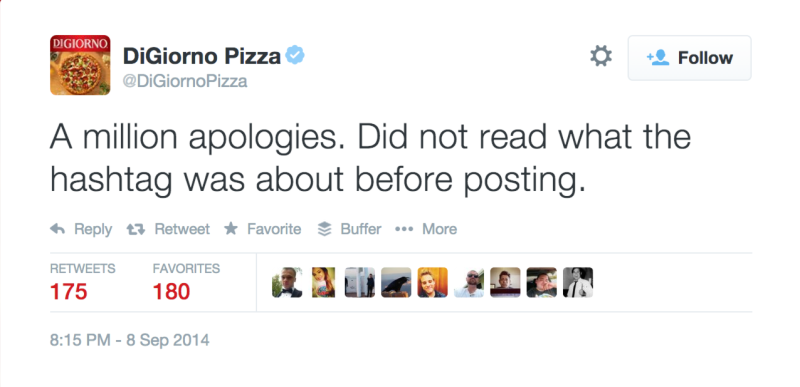 DIGIORNO
DiGiorno Pizza
@DiGiornoPizza
Follow
A million apologies. Did not read what the
hashtag was about before posting.
Reply Retweet Favorite Buffer More
RETWEETS FAVORITES
175 180
8:15 PM - 8 Sep 2014